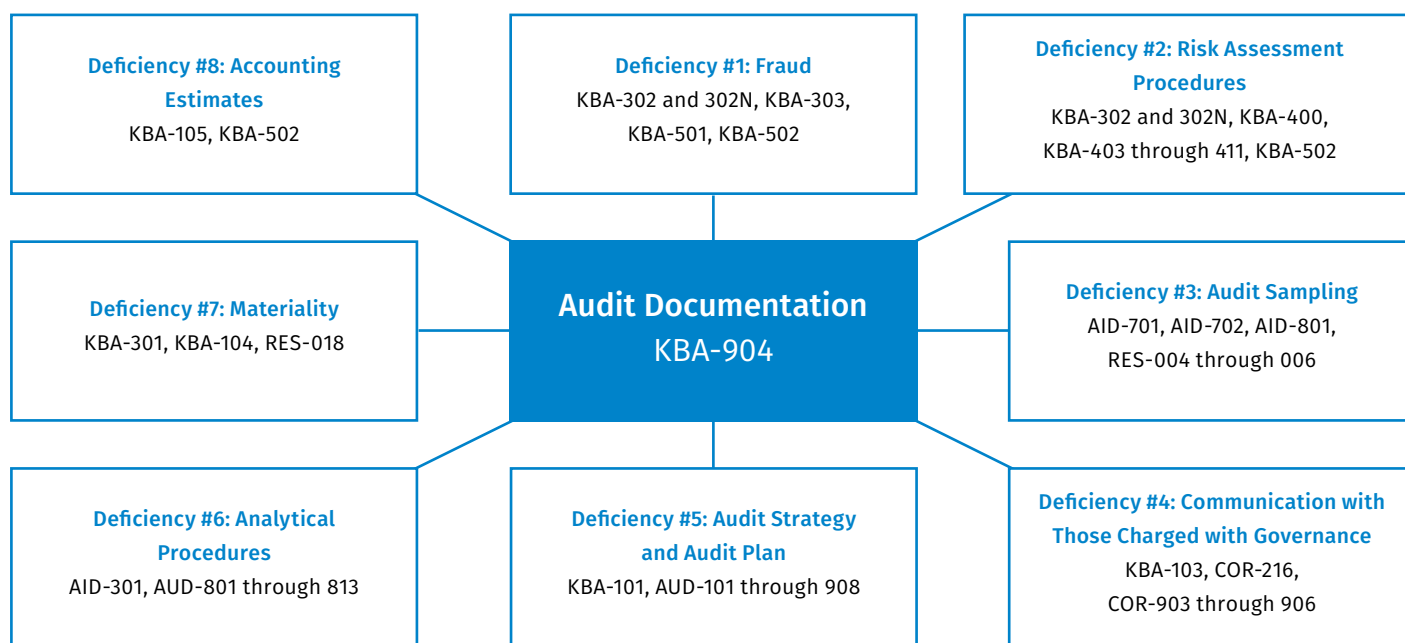 Deficiency #8: Accounting
Estimates
KBA-105, KBA-502
Deficiency #1: Fraud
KBA-302 and 302N, KBA-303,
KBA-501, KBA-502
Deficiency #2: Risk Assessment
Procedures
KBA-302 and 302N, KBA-400,
KBA-403 through 411, KBA-502
Deficiency #7: Materiality
KBA-301, KBA-104, RES-018
Audit Documentation
KBA-904
Deficiency #3: Audit Sampling
AID-701, AID-702, AID-801,
RES-004 through 006
Deficiency #6: Analytical
Procedures
AID-301, AUD-801 through 813
Deficiency #5: Audit Strategy
and Audit Plan
KBA-101, AUD-101 through 908
Deficiency #4: Communication with
Those Charged with Governance
KBA-103, COR-216,
COR-903 through 906